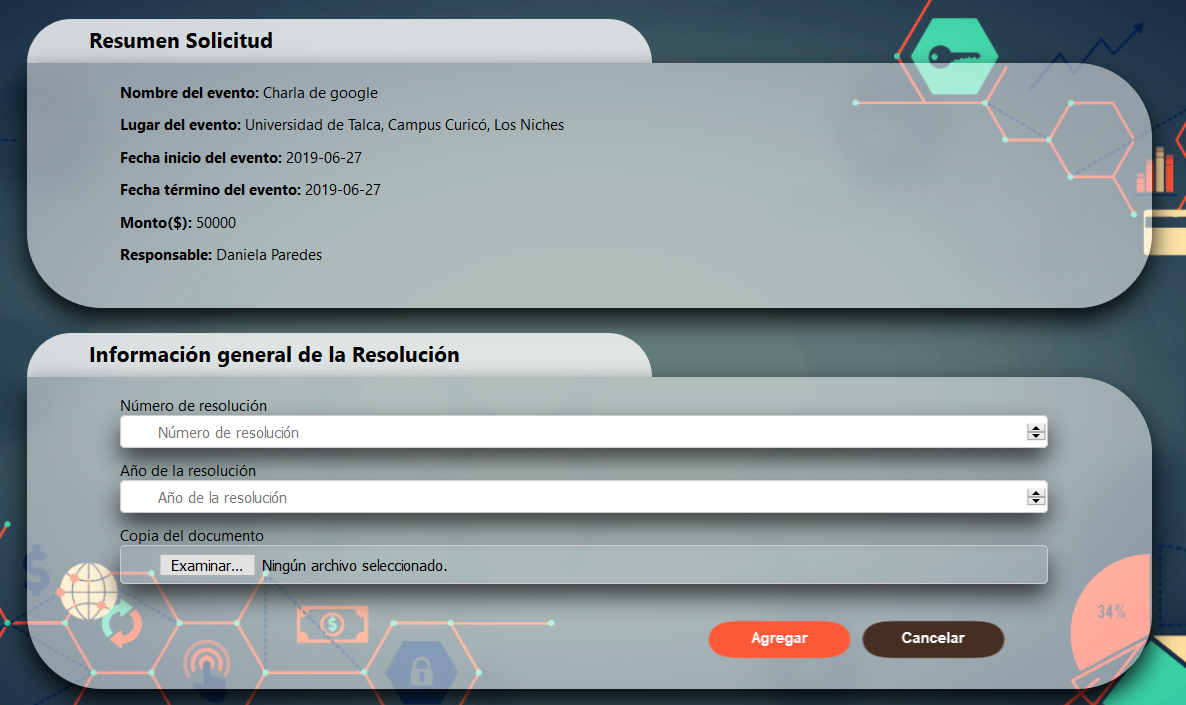 Resumen Solicitud
Nombre del evento: Charla de google
Lugar del evento: Universidad de Talca, Campus Curicó, Los Niches
Fecha inicio del evento: 2019-06-27
Fecha término del evento: 2019-06-27
Monto($): 50000
Responsable: Daniela Paredes
Información general de la Resolución
Número de resolución
Número de resolución
Año de la resolución
Año de la resolución
Copia del documento
Examinar... Ningún archivo seleccionado.
$
$
34%
Agregar Cancelar